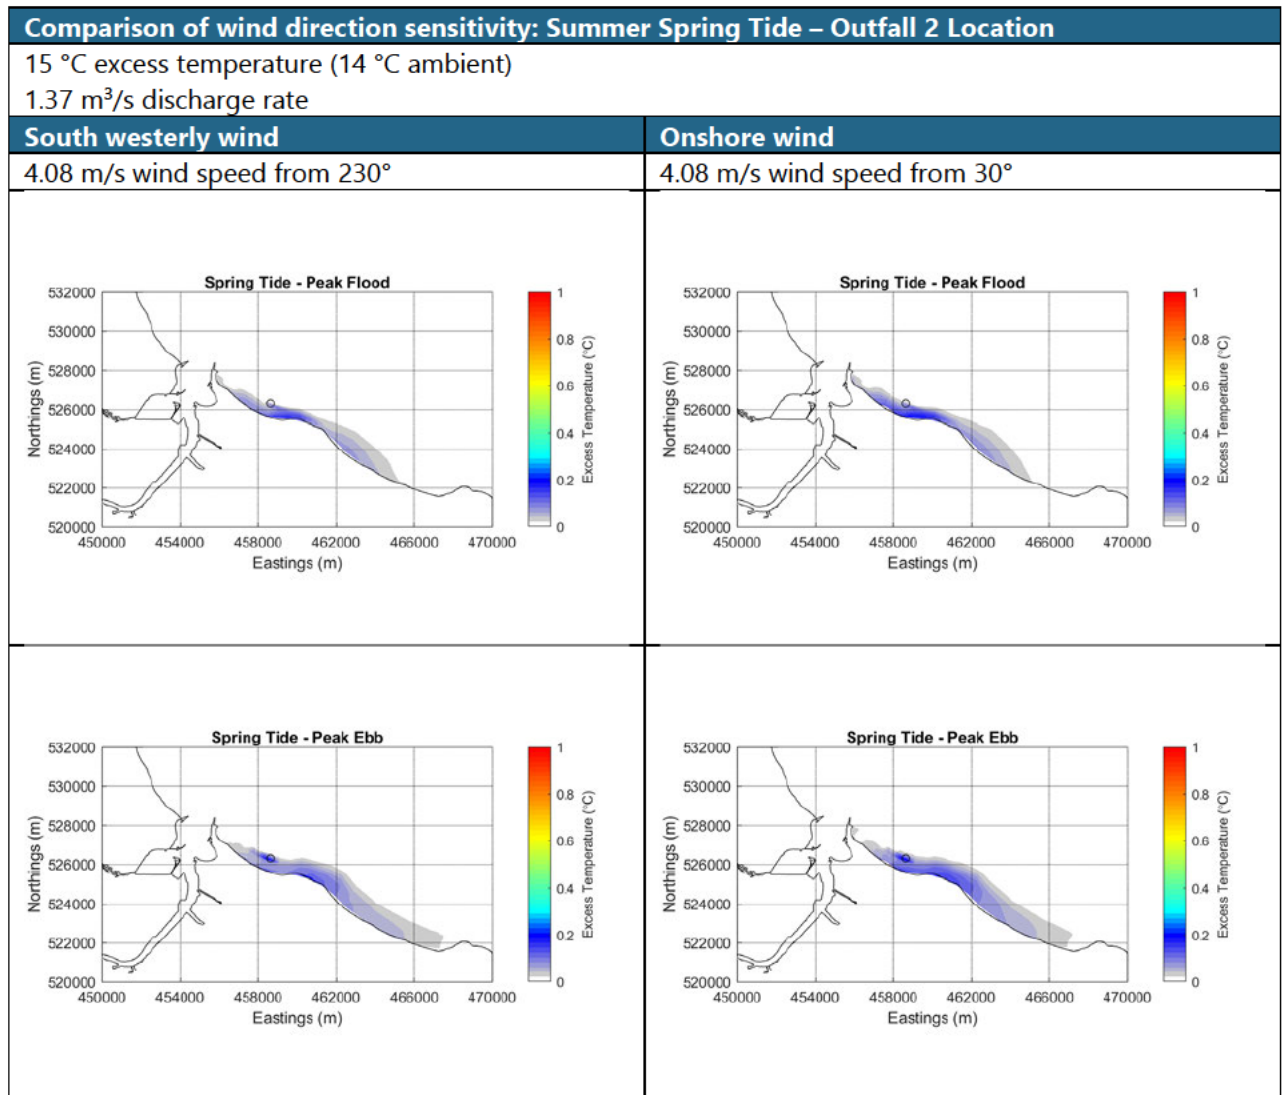 Comparison of wind direction sensitivity: Summer Spring Tide – Outfall 2 Location
15 °C excess temperature (14 °C ambient)
1.37 m³/s discharge rate
South westerly wind
Onshore wind
4.08 m/s wind speed from 230°
4.08 m/s wind speed from 30°
Spring Tide - Peak Flood
532000
530000
528000
526000
524000
522000
520000
Northings (m)
450000 454000 458000 462000 466000 470000
Eastings (m)
1
0.8
0.6
0.4
0.2
0
Excess Temperature (°C)
Spring Tide - Peak Flood
532000
530000
528000
526000
524000
522000
520000
Northings (m)
450000 454000 458000 462000 466000 470000
Eastings (m)
1
0.8
0.6
0.4
0.2
0
Excess Temperature (°C)
Spring Tide - Peak Ebb
532000
530000
528000
526000
524000
522000
520000
Northings (m)
450000 454000 458000 462000 466000 470000
Eastings (m)
1
0.8
0.6
0.4
0.2
0
Excess Temperature (°C)
Spring Tide - Peak Ebb
532000
530000
528000
526000
524000
522000
520000
Northings (m)
450000 454000 458000 462000 466000 470000
Eastings (m)
1
0.8
0.6
0.4
0.2
0
Excess Temperature (°C)